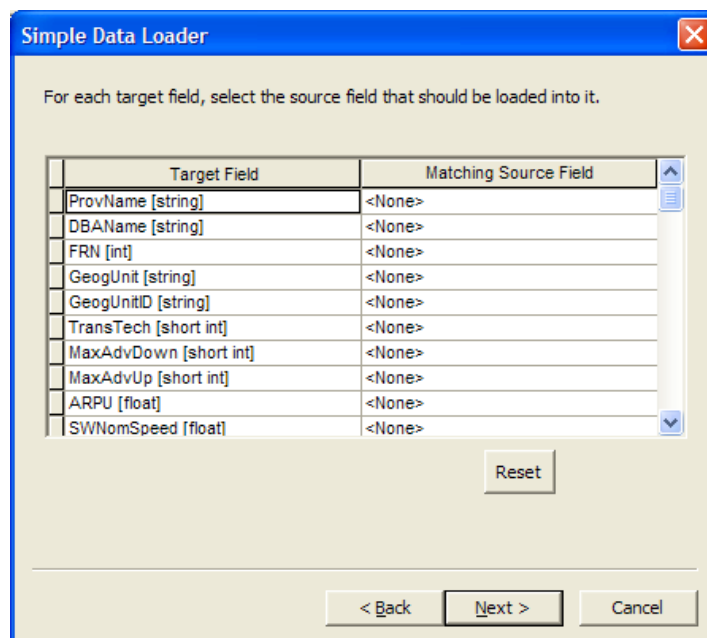 Simple Data Loader
For each target field, select the source field that should be loaded into it.
Target Field Matching Source Field
ProvName [string] <None>
DBAName [string] <None>
FRN [int] <None>
GeogUnit [string] <None>
GeogUnitID [string] <None>
TransTech [short int] <None>
MaxAdvDown [short int] <None>
MaxAdvUp [short int] <None>
ARPU [float] <None>
SWNomSpeed [float] <None>
Reset
< Back Next > Cancel